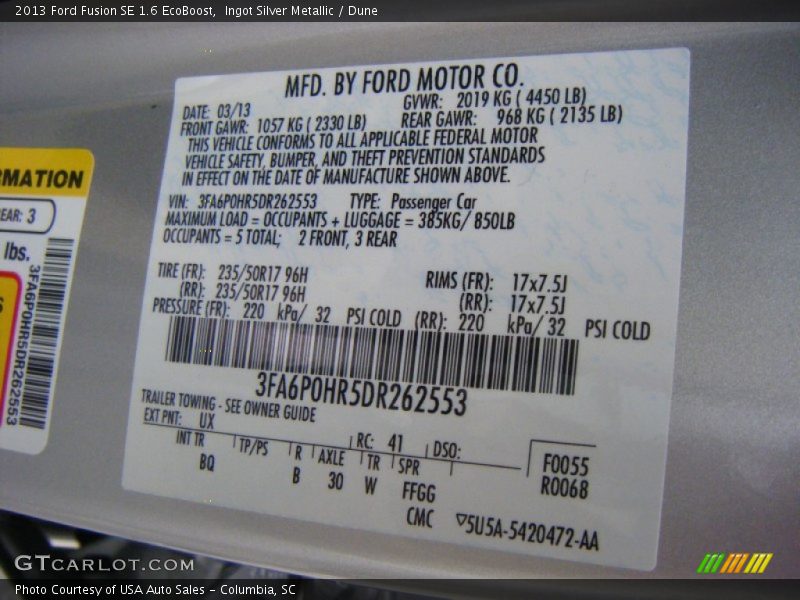 2013 Ford Fusion SE 1.6 EcoBoost,  Ingot Silver Metallic / Dune
MFD. BY FORD MOTOR CO.
DATE: 03/13 GVWR: 2019 KG ( 4450 LB)
FRONT GAWR: 1057 KG ( 2330 LB) REAR GAWR: 968 KG ( 2135 LB)
THIS VEHICLE CONFORMS TO ALL APPLICABLE FEDERAL MOTOR
VEHICLE SAFETY, BUMPER, AND THEFT PREVENTION STANDARDS
IN EFFECT ON THE DATE OF MANUFACTURE SHOWN ABOVE.
VIN: 3FA6P0HR5DR262553 TYPE: Passenger Car
MAXIMUM LOAD = OCCUPANTS + LUGGAGE = 385KG/ 850LB
OCCUPANTS = 5 TOTAL; 2 FRONT, 3 REAR
TIRE (FR): 235/50R17 96H RIMS (FR): 17x7.5J
(RR): 235/50R17 96H (RR): 17x7.5J
PRESSURE (FR): 220 kPa/ 32 PSI COLD (RR): 220 kPa/ 32 PSI COLD
3FA6P0HR5DR262553
TRAILER TOWING - SEE OWNER GUIDE
EXT PNT: UX RC: 41 DSO:
INT TR TP/PS R AXLE TR SPR
BQ B 30 W FFGG
CMC
F0055
R0068
▽5U5A-5420472-AA
RMATION
EAR: 3
lbs.
S
3FA6P0HR5DR262553
GTCARLOT.COM
Photo Courtesy of USA Auto Sales – Columbia, SC